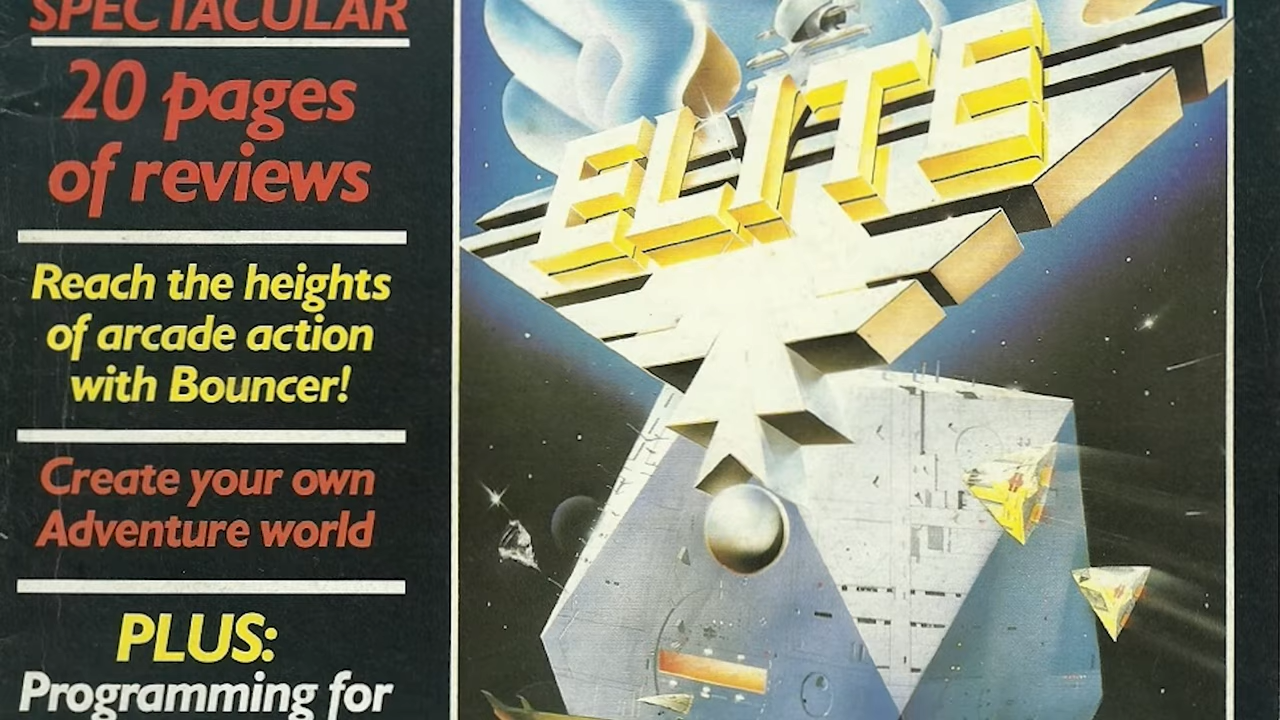 SPECTACULAR
20 pages
of reviews
Reach the heights
of arcade action
with Bouncer!
Create your own
Adventure world
PLUS:
Programming for
ELITE